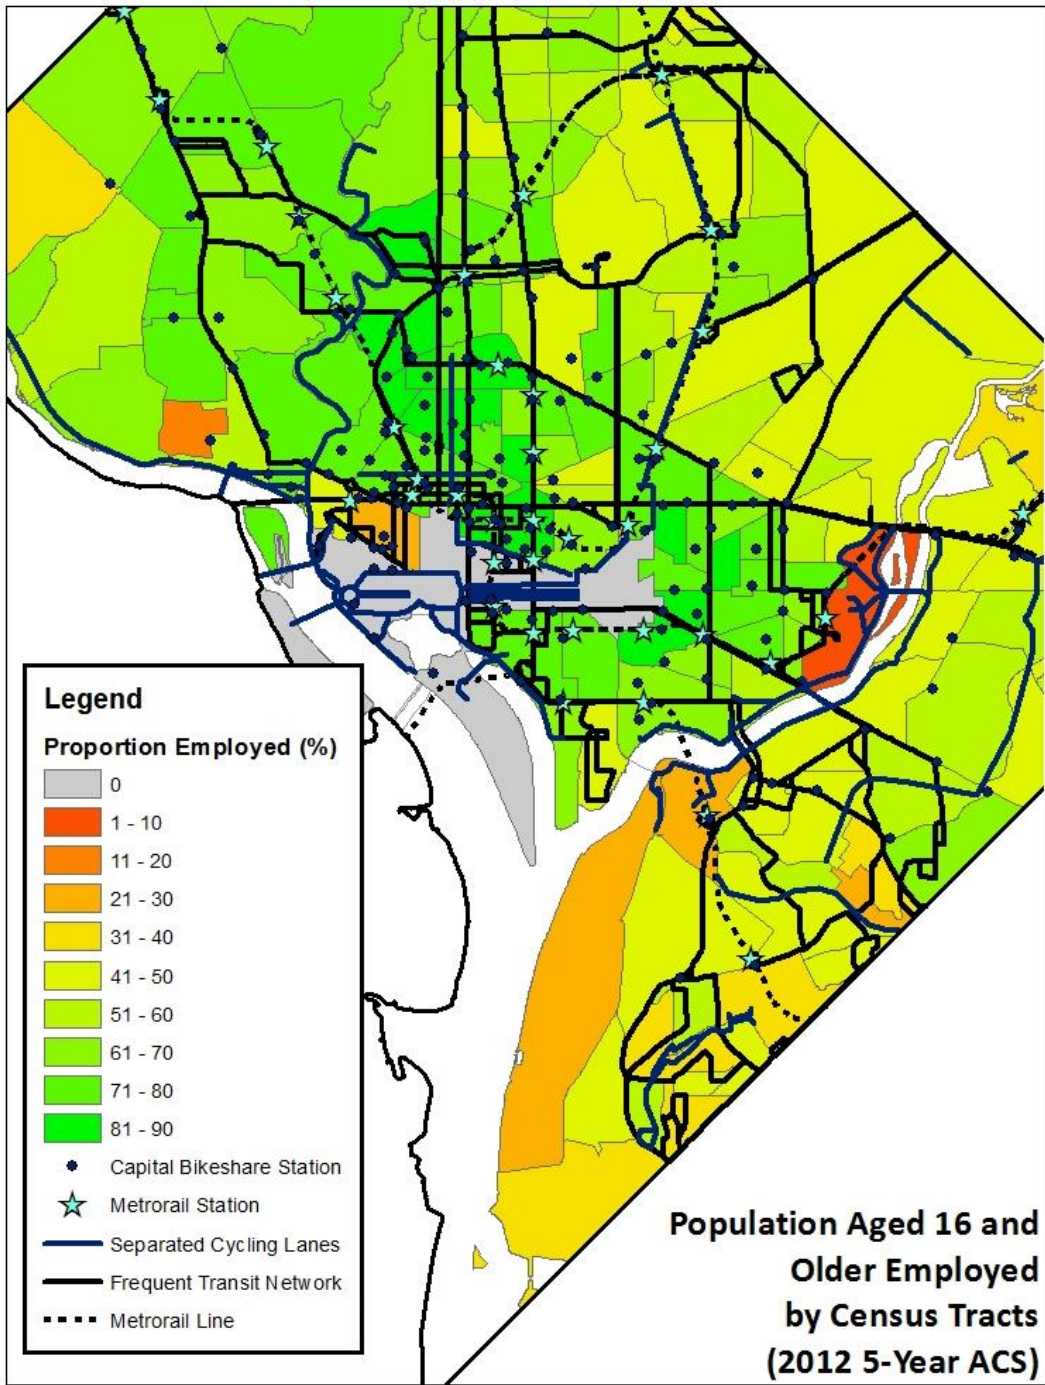 Legend
Proportion Employed (%)
0
1 - 10
11 - 20
21 - 30
31 - 40
41 - 50
51 - 60
61 - 70
71 - 80
81 - 90
Capital Bikeshare Station
Metrorail Station
Separated Cycling Lanes
Frequent Transit Network
Metrorail Line
Population Aged 16 and
Older Employed
by Census Tracts
(2012 5-Year ACS)